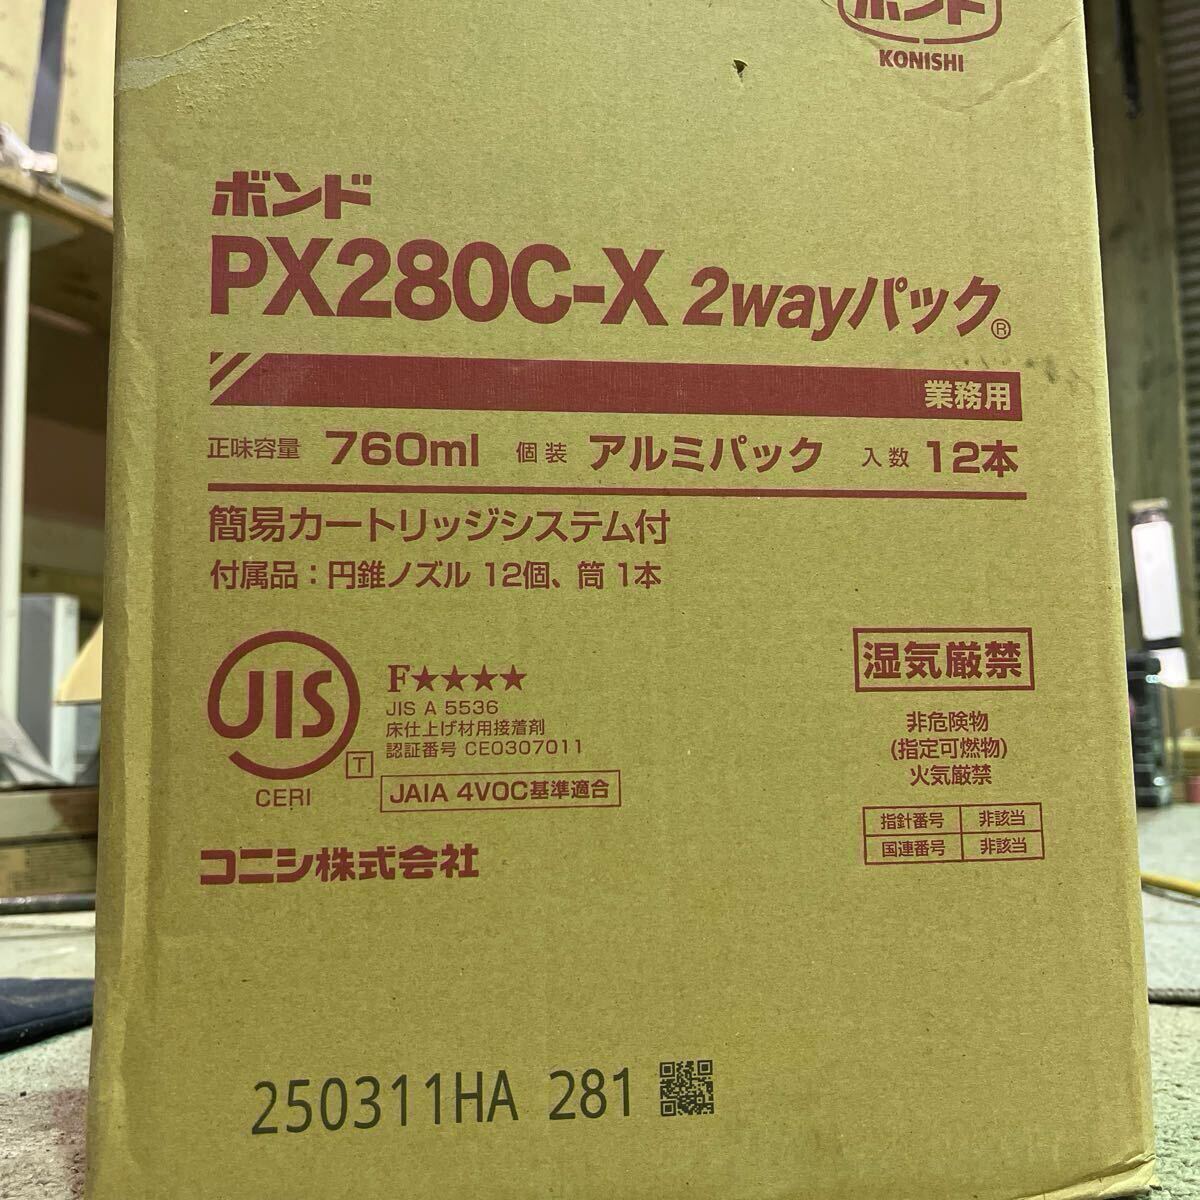 ボンド
KONISHI
ボンド
PX280C-X 2wayパック®
業務用
正味容量 760ml 個装 アルミパック 入数 12本
簡易カートリッジシステム付
付属品：円錐ノズル 12個、筒 1本
JIS
T
CERI
F★★★★
JIS A 5536
床仕上げ材用接着剤
認証番号 CE0307011
JAIA 4VOC基準適合
湿気厳禁
非危険物
(指定可燃物)
火気厳禁
指針番号 非該当
国連番号 非該当
コニシ株式会社
250311HA 281